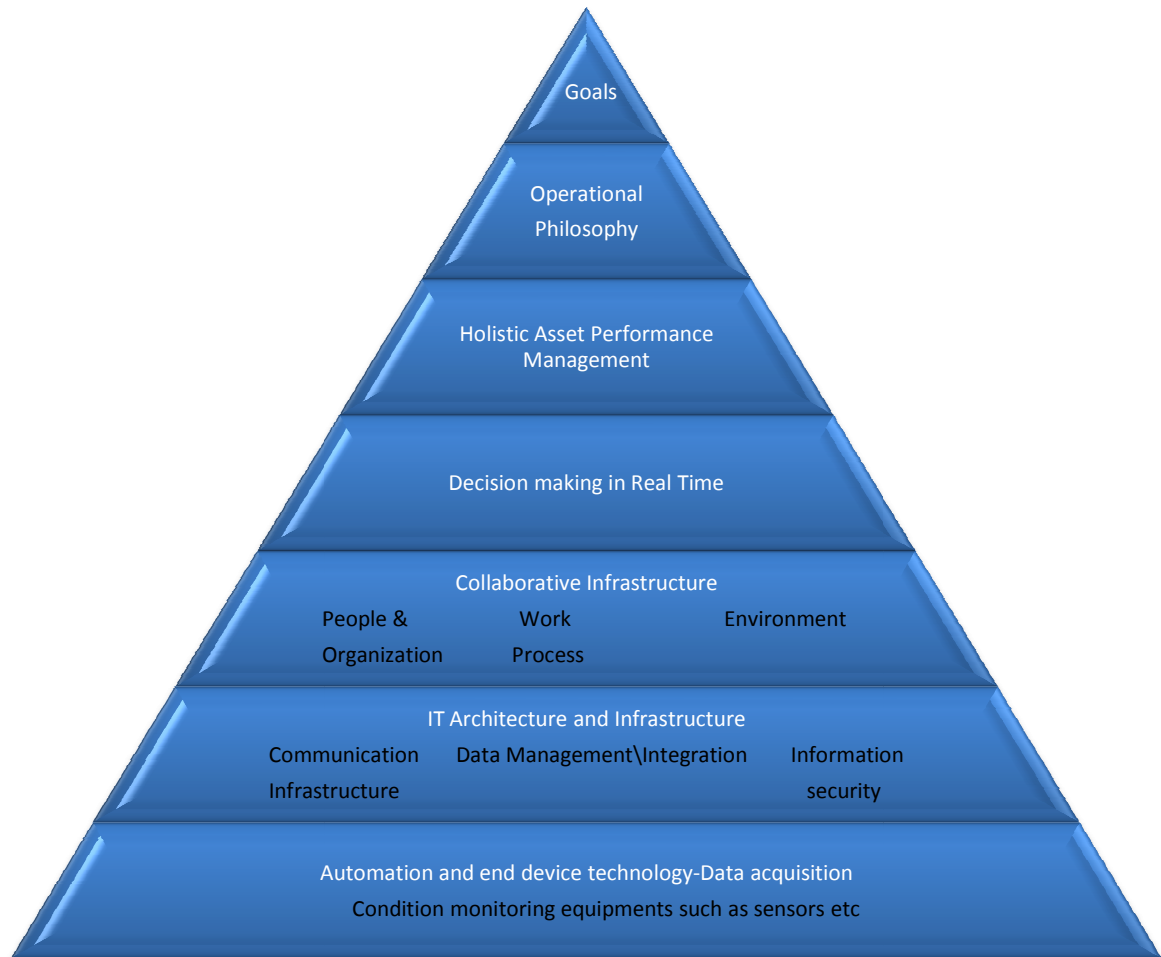 Goals
Operational
Philosophy
Holistic Asset Performance
Management
Decision making in Real Time
Collaborative Infrastructure
People & Work Environment
Organization Process
IT Architecture and Infrastructure
Communication Data Management\Integration Information
Infrastructure security
Automation and end device technology-Data acquisition
Condition monitoring equipments such as sensors etc